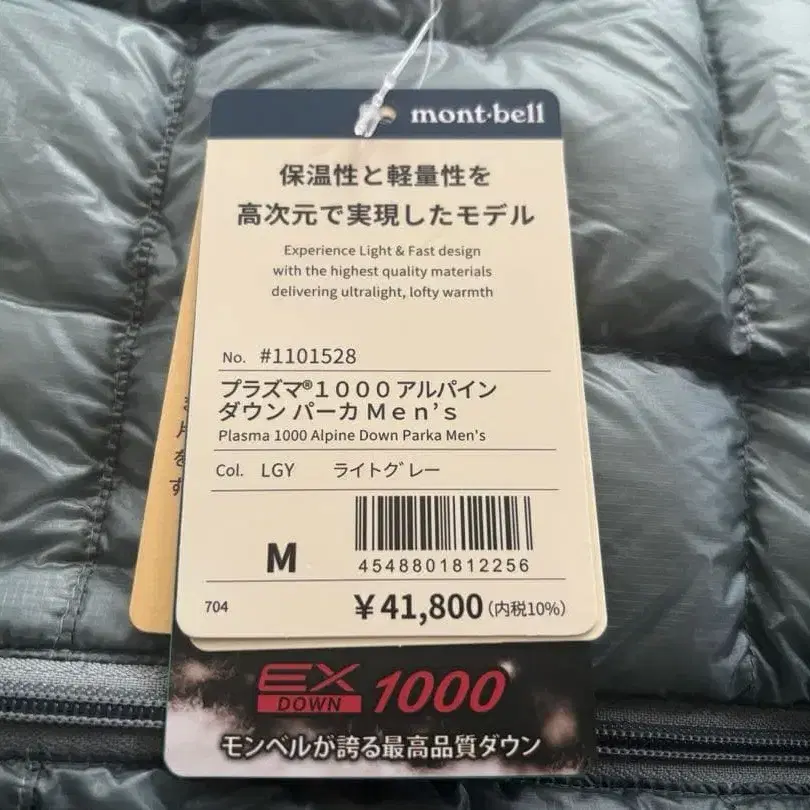 mont·bell
保温性と軽量性を
高次元で実現したモデル
Experience Light & Fast design
with the highest quality materials
delivering ultralight, lofty warmth
No. #1101528
プラズマ®１０００アルパイン
ダウン パーカ Ｍｅｎ’ｓ
Plasma 1000 Alpine Down Parka Men's
Col. LGY ライトグレー
M
4548801812256
704
￥41,800(内税10%)
EX
DOWN 1000
モンベルが誇る最高品質ダウン